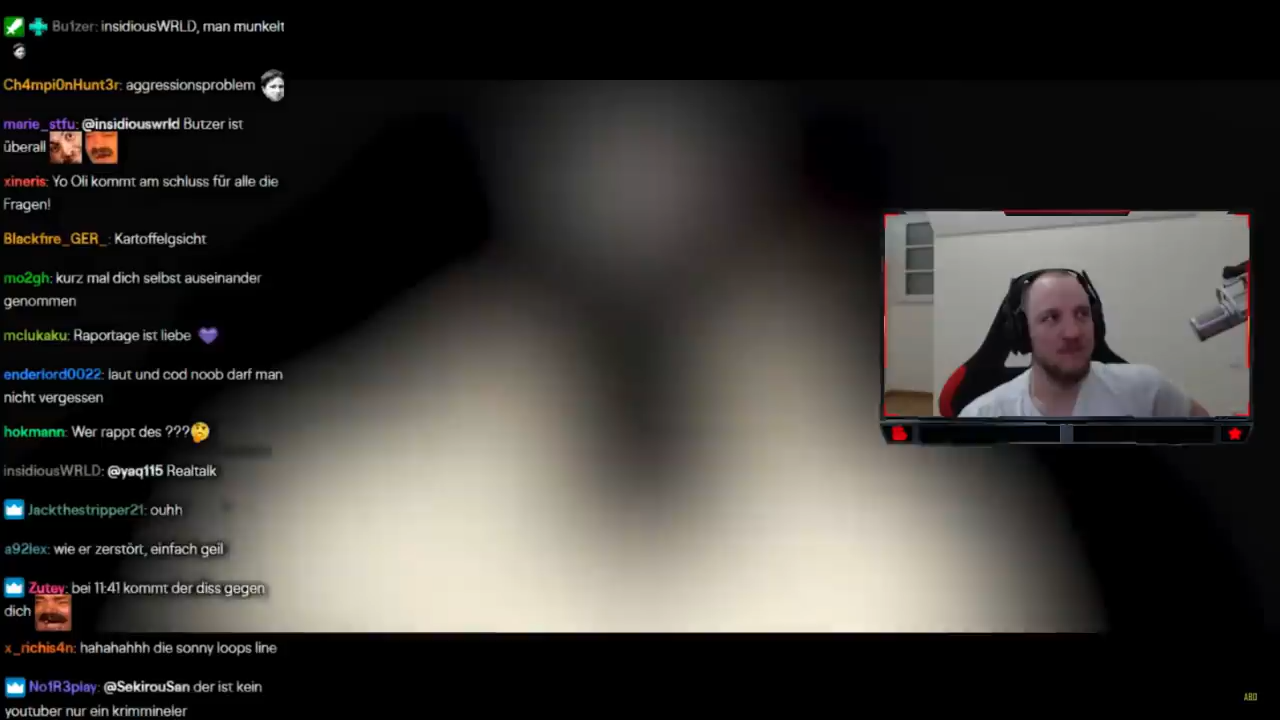 Bu1zer: insidiousWRLD, man munkelt
Ch4mpi0nHunt3r: aggressionsproblem
marie_stfu: @insidiouswrld Butzer ist
überall
xineris: Yo Oli kommt am schluss für alle die
Fragen!
Blackfire_GER_: Kartoffelgsicht
mo2gh: kurz mal dich selbst auseinander
genommen
mclukaku: Raportage ist liebe 💜
enderlord0022: laut und cod noob darf man
nicht vergessen
hokmann: Wer rappt des ???🤔
insidiousWRLD: @yaq115 Realtalk
Jackthestripper21: ouhh
a92lex: wie er zerstört, einfach geil
Zutey: bei 11:41 kommt der diss gegen
dich
x_richis4n: hahahahhh die sonny loops line
No1R3play: @SekirouSan der ist kein
youtuber nur ein krimmineler
ABO